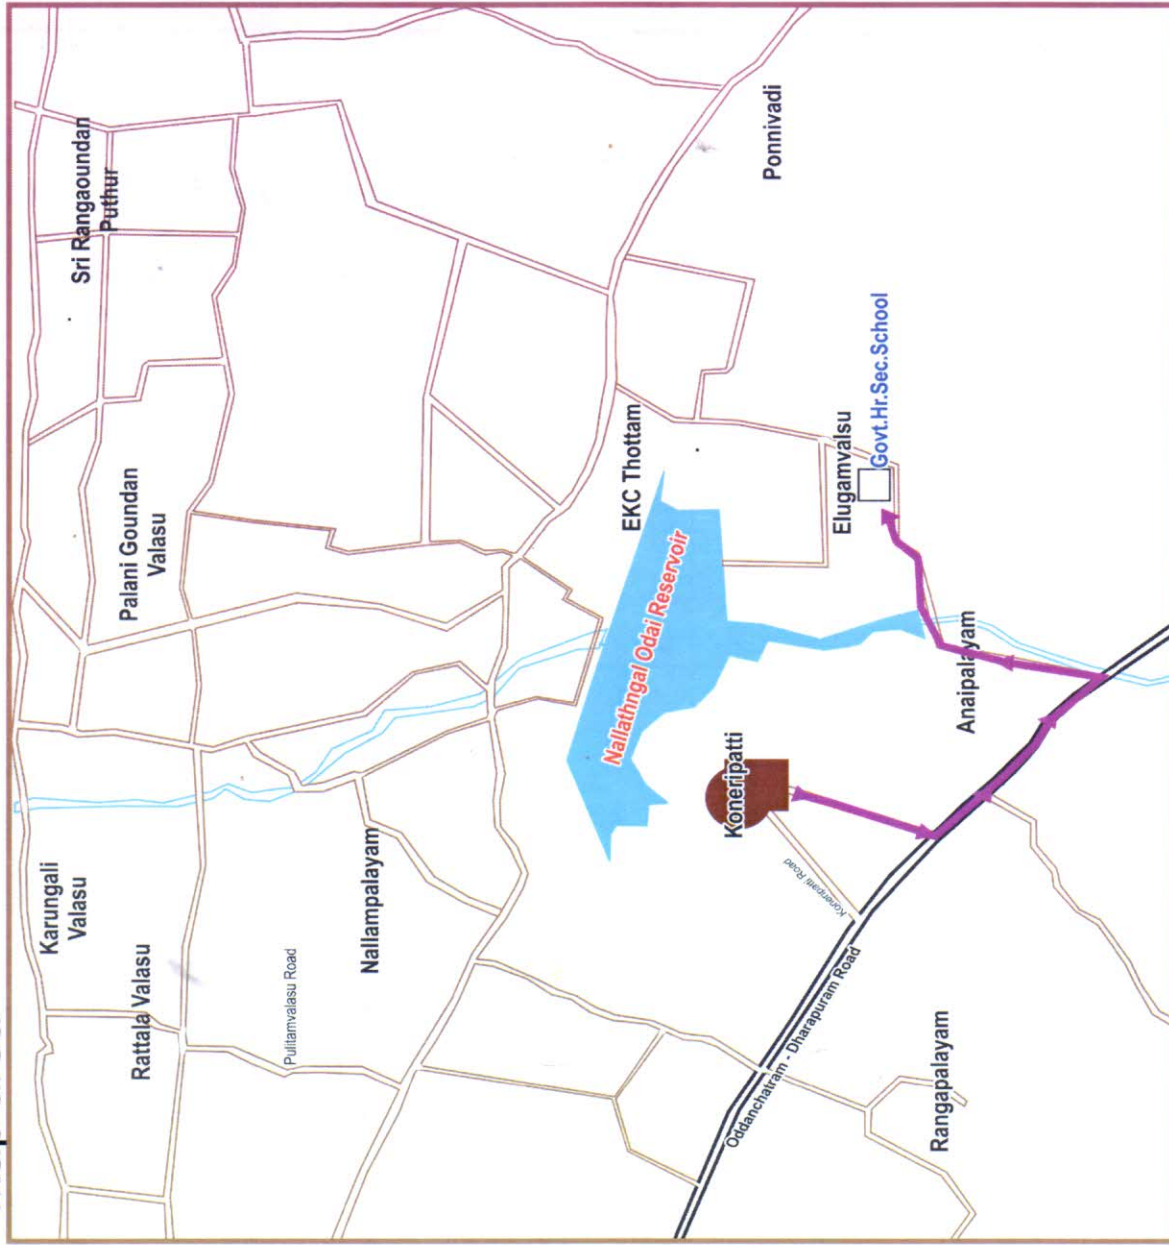 Karungali
Valasu
Sri Rangaoundan
Puthur
Rattala Valasu
Palani Goundan
Valasu
Pulitamvalasu Road
Nallampalayam
EKC Thottam
Nallathngal Odai Reservoir
Koneripatti
Ponnivadi
Koneripatti Road
Oddanchatram - Dharapuram Road
Elugamvalsu
Govt.Hr.Sec.School
Rangapalayam
Anaipalayam